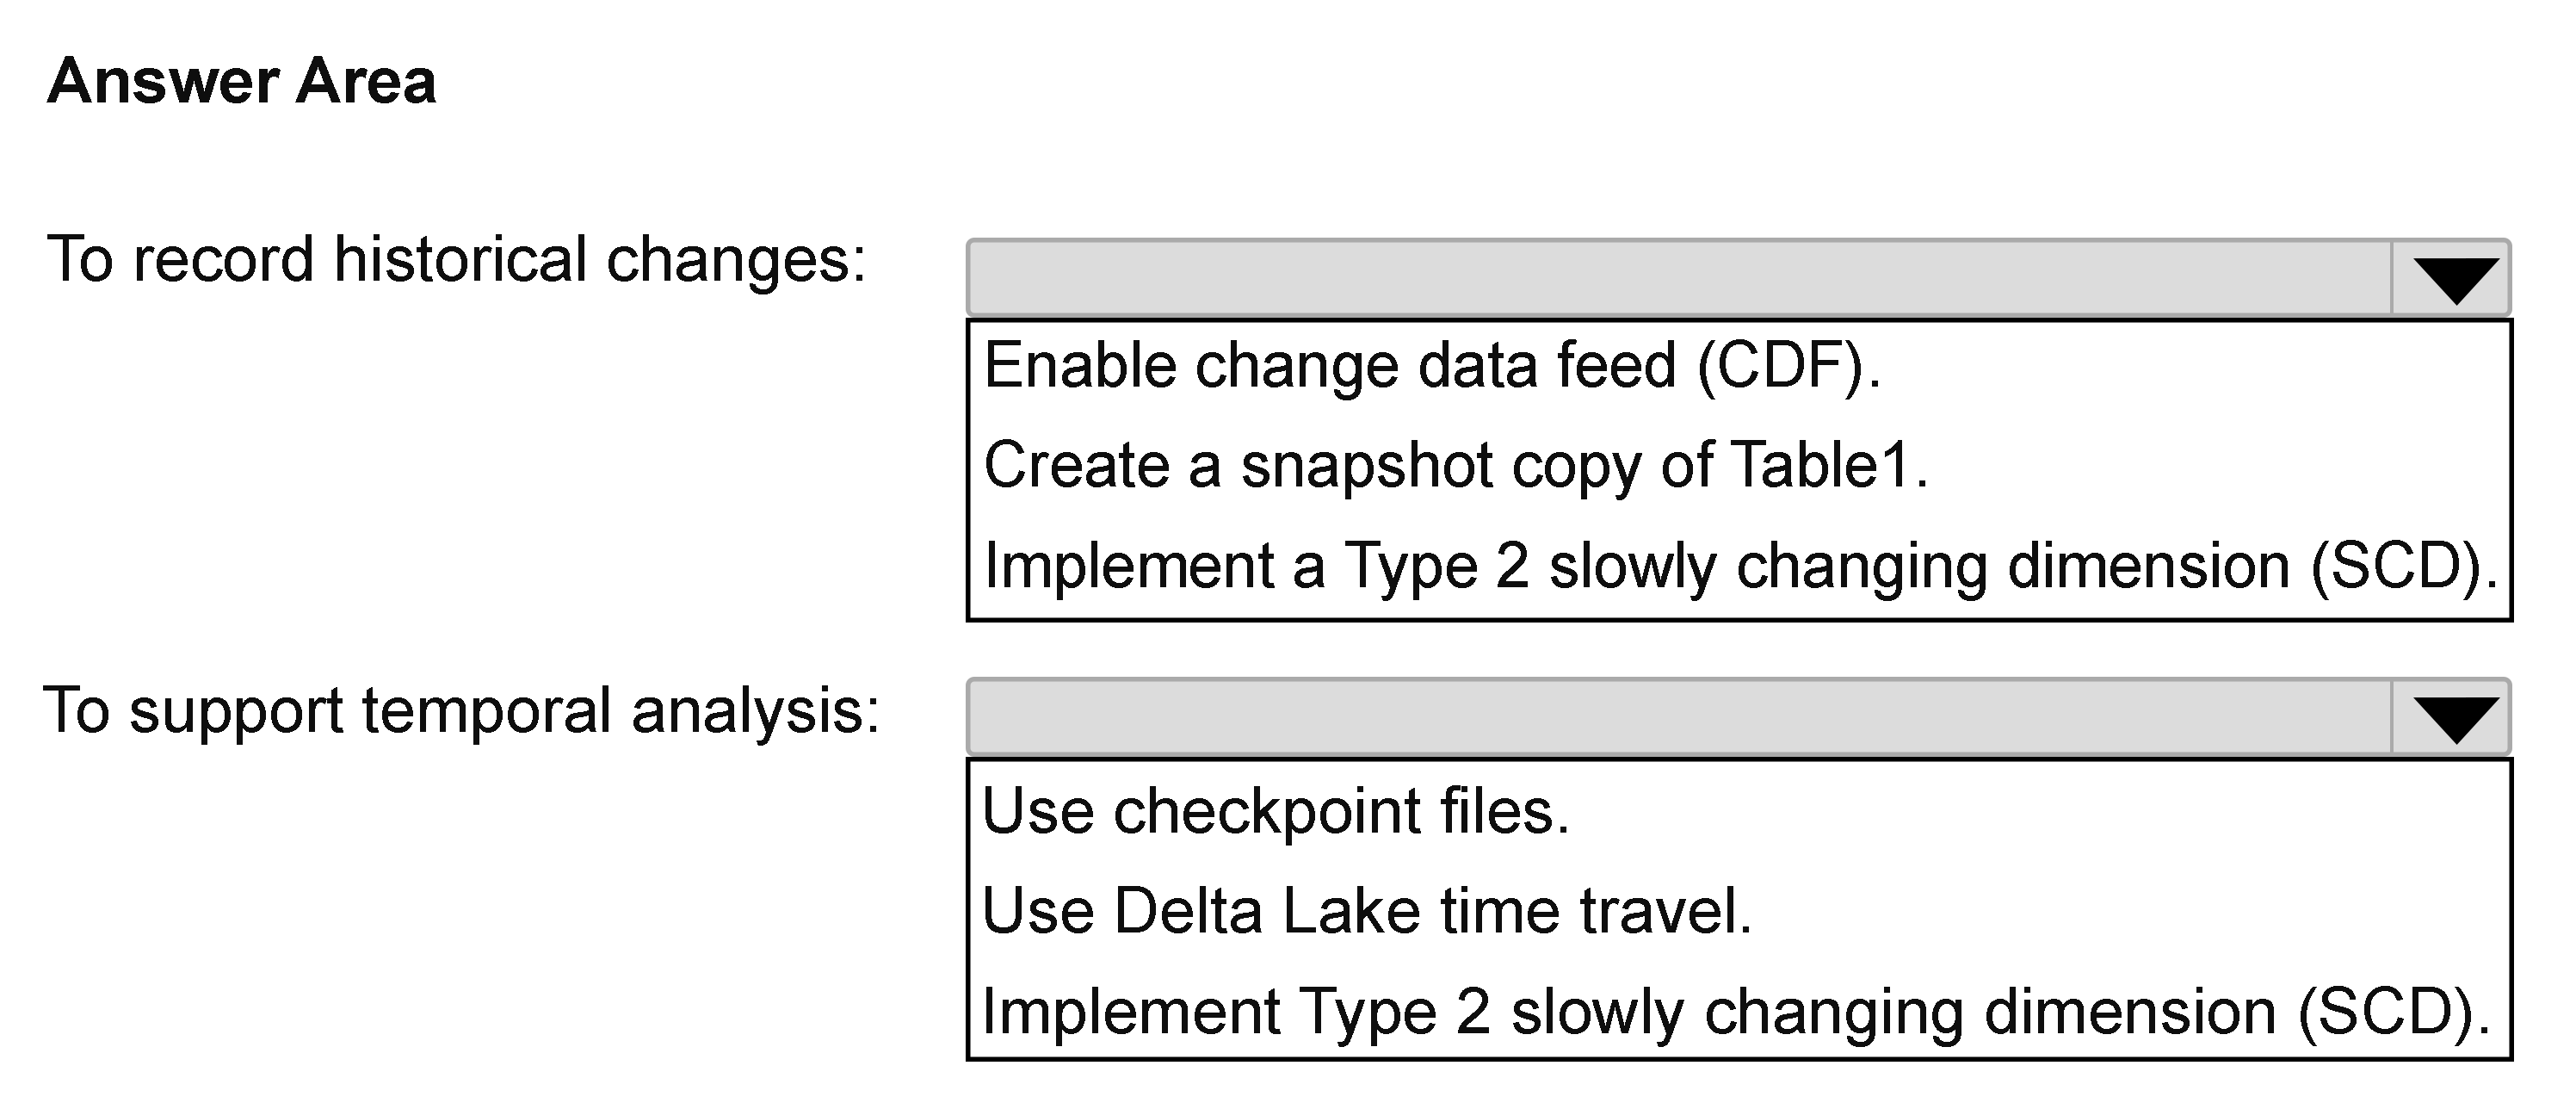 Answer Area
To record historical changes:
Enable change data feed (CDF).
Create a snapshot copy of Table1.
Implement a Type 2 slowly changing dimension (SCD).
To support temporal analysis:
Use checkpoint files.
Use Delta Lake time travel.
Implement Type 2 slowly changing dimension (SCD).